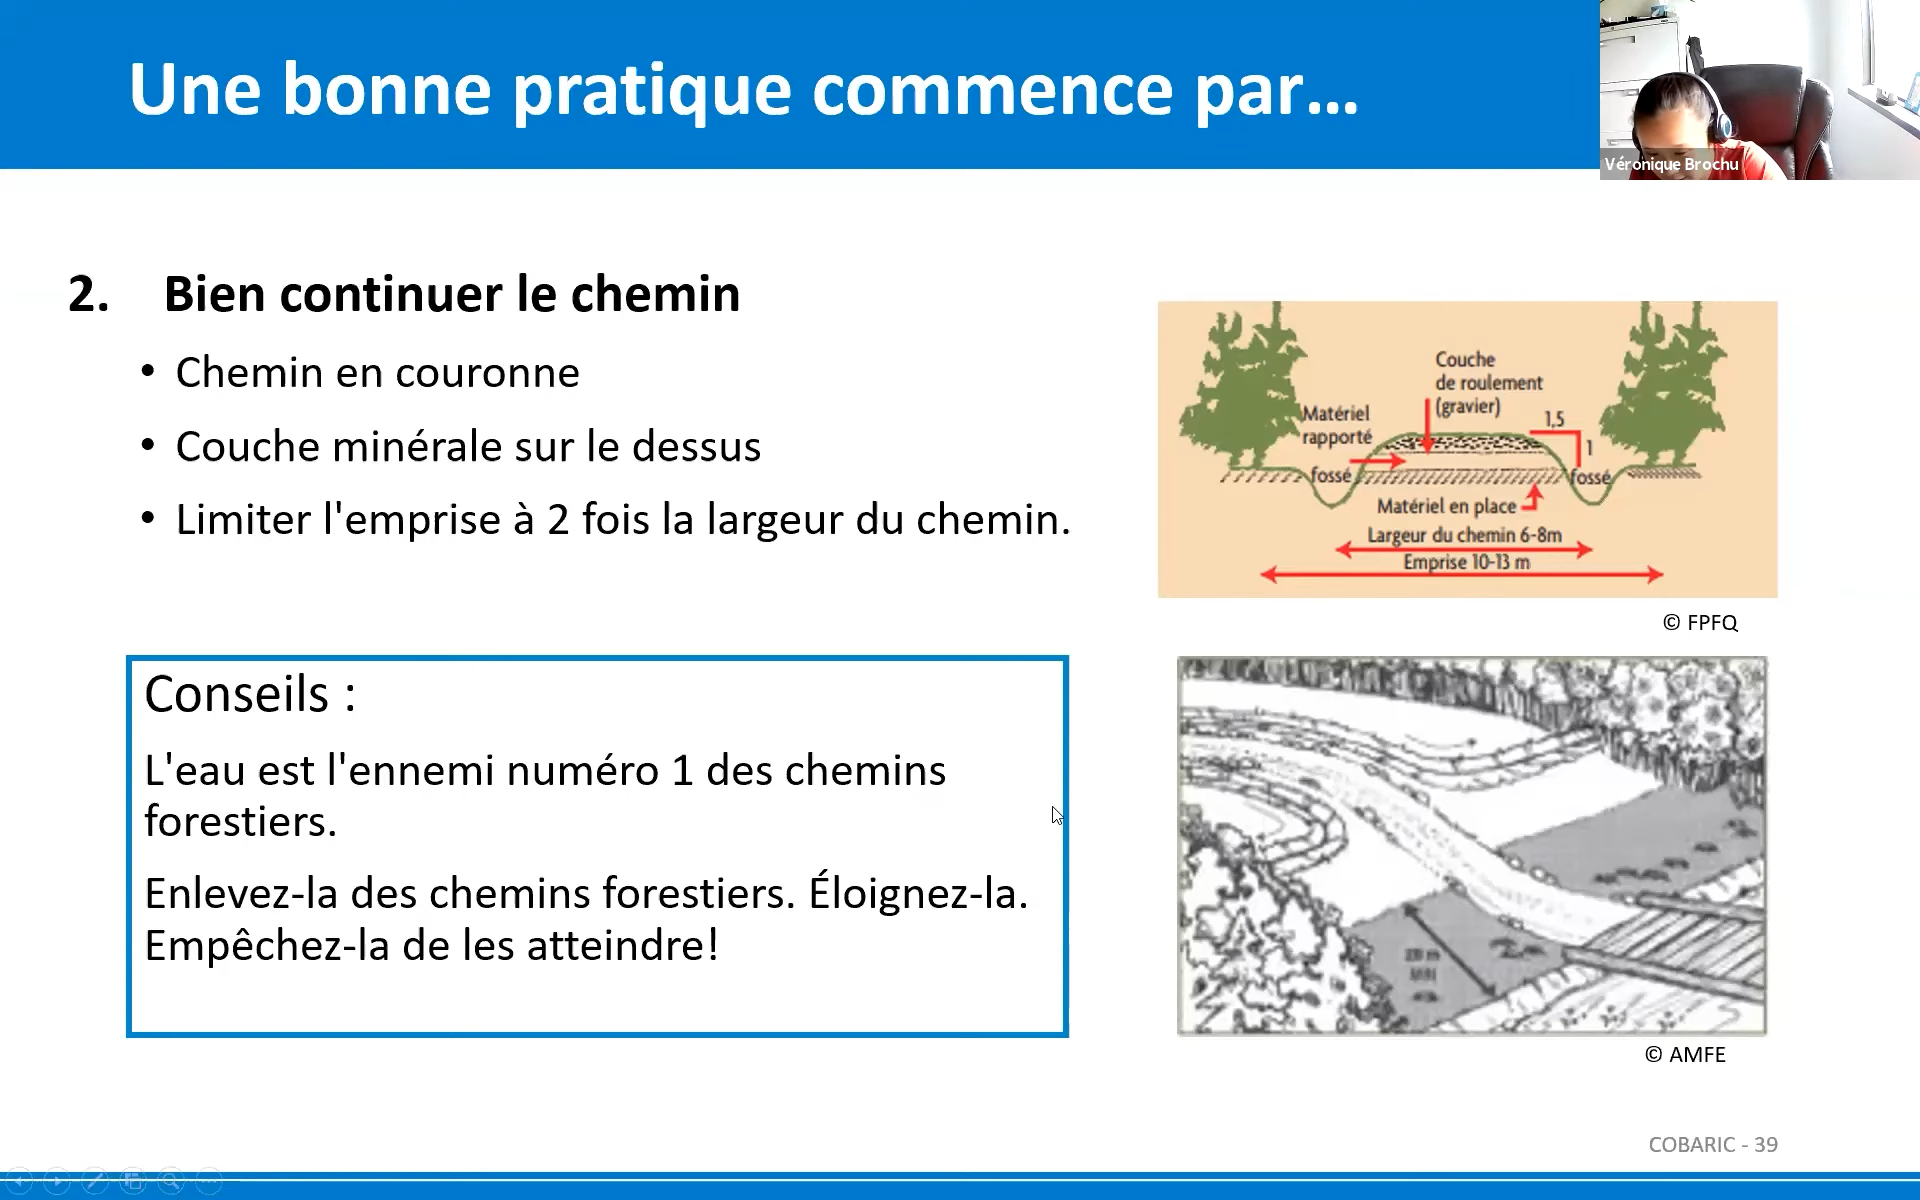 Une bonne pratique commence par...
Véronique Brochu
2. Bien continuer le chemin
• Chemin en couronne
• Couche minérale sur le dessus
• Limiter l'emprise à 2 fois la largeur du chemin.
Couche
de roulement
(gravier)
Matériel
rapporté
1,5
1
fossé
fossé
Matériel en place
Largeur du chemin 6-8m
Emprise 10-13 m
© FPFQ
Conseils :
L'eau est l'ennemi numéro 1 des chemins
forestiers.
Enlevez-la des chemins forestiers. Éloignez-la.
Empêchez-la de les atteindre!
© AMFE
COBARIC - 39